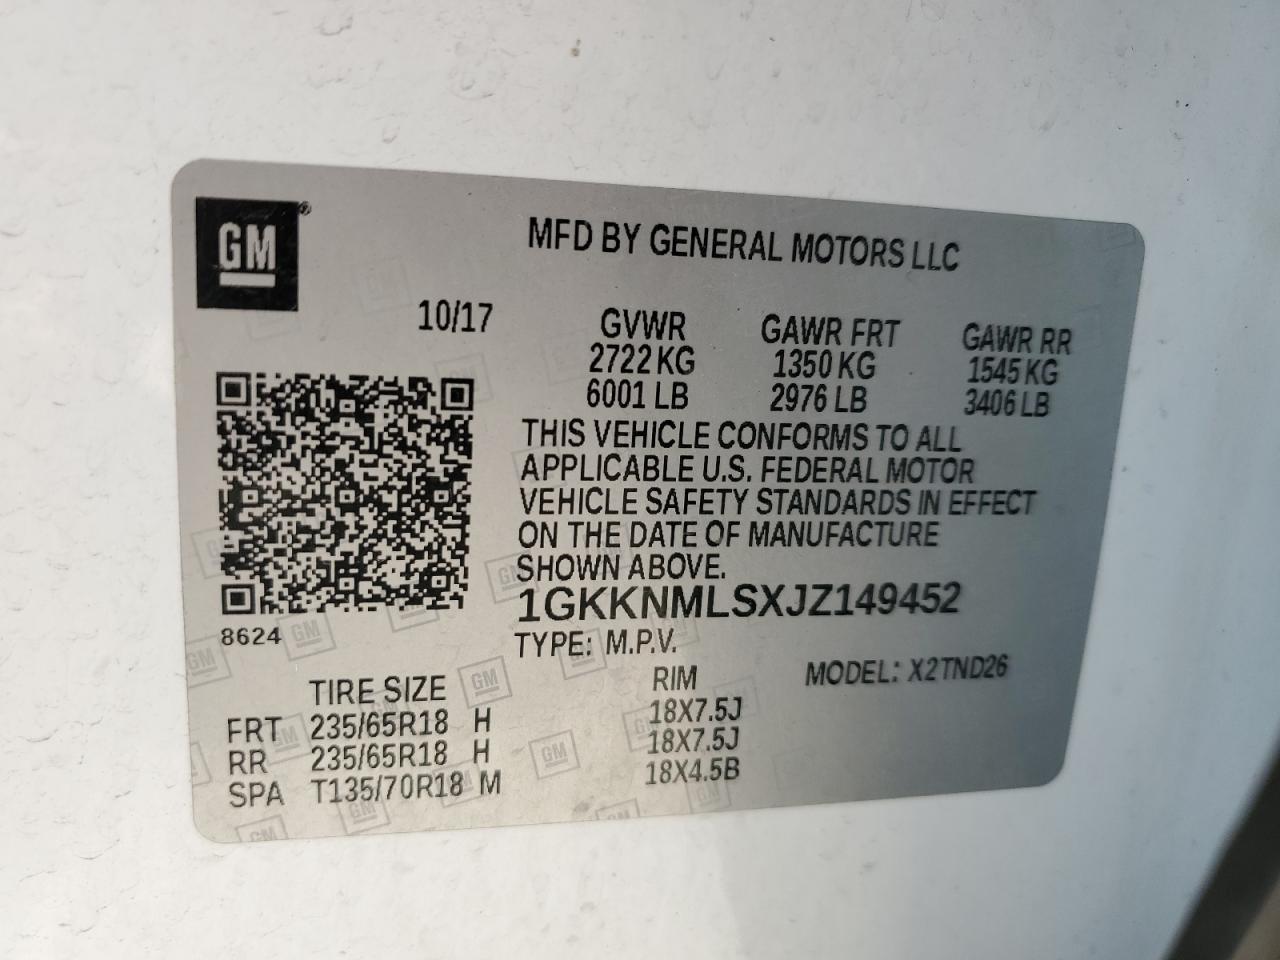 GM ®
MFD BY GENERAL MOTORS LLC
10/17 GVWR GAWR FRT GAWR RR
2722 KG 1350 KG 1545 KG
6001 LB 2976 LB 3406 LB
THIS VEHICLE CONFORMS TO ALL
APPLICABLE U.S. FEDERAL MOTOR
VEHICLE SAFETY STANDARDS IN EFFECT
ON THE DATE OF MANUFACTURE
SHOWN ABOVE.
1GKKNMLSXJZ149452
8624
TYPE: M.P.V. MODEL: X2TND26
TIRE SIZE RIM
FRT 235/65R18 H 18X7.5J
RR 235/65R18 H 18X7.5J
SPA T135/70R18 M 18X4.5B